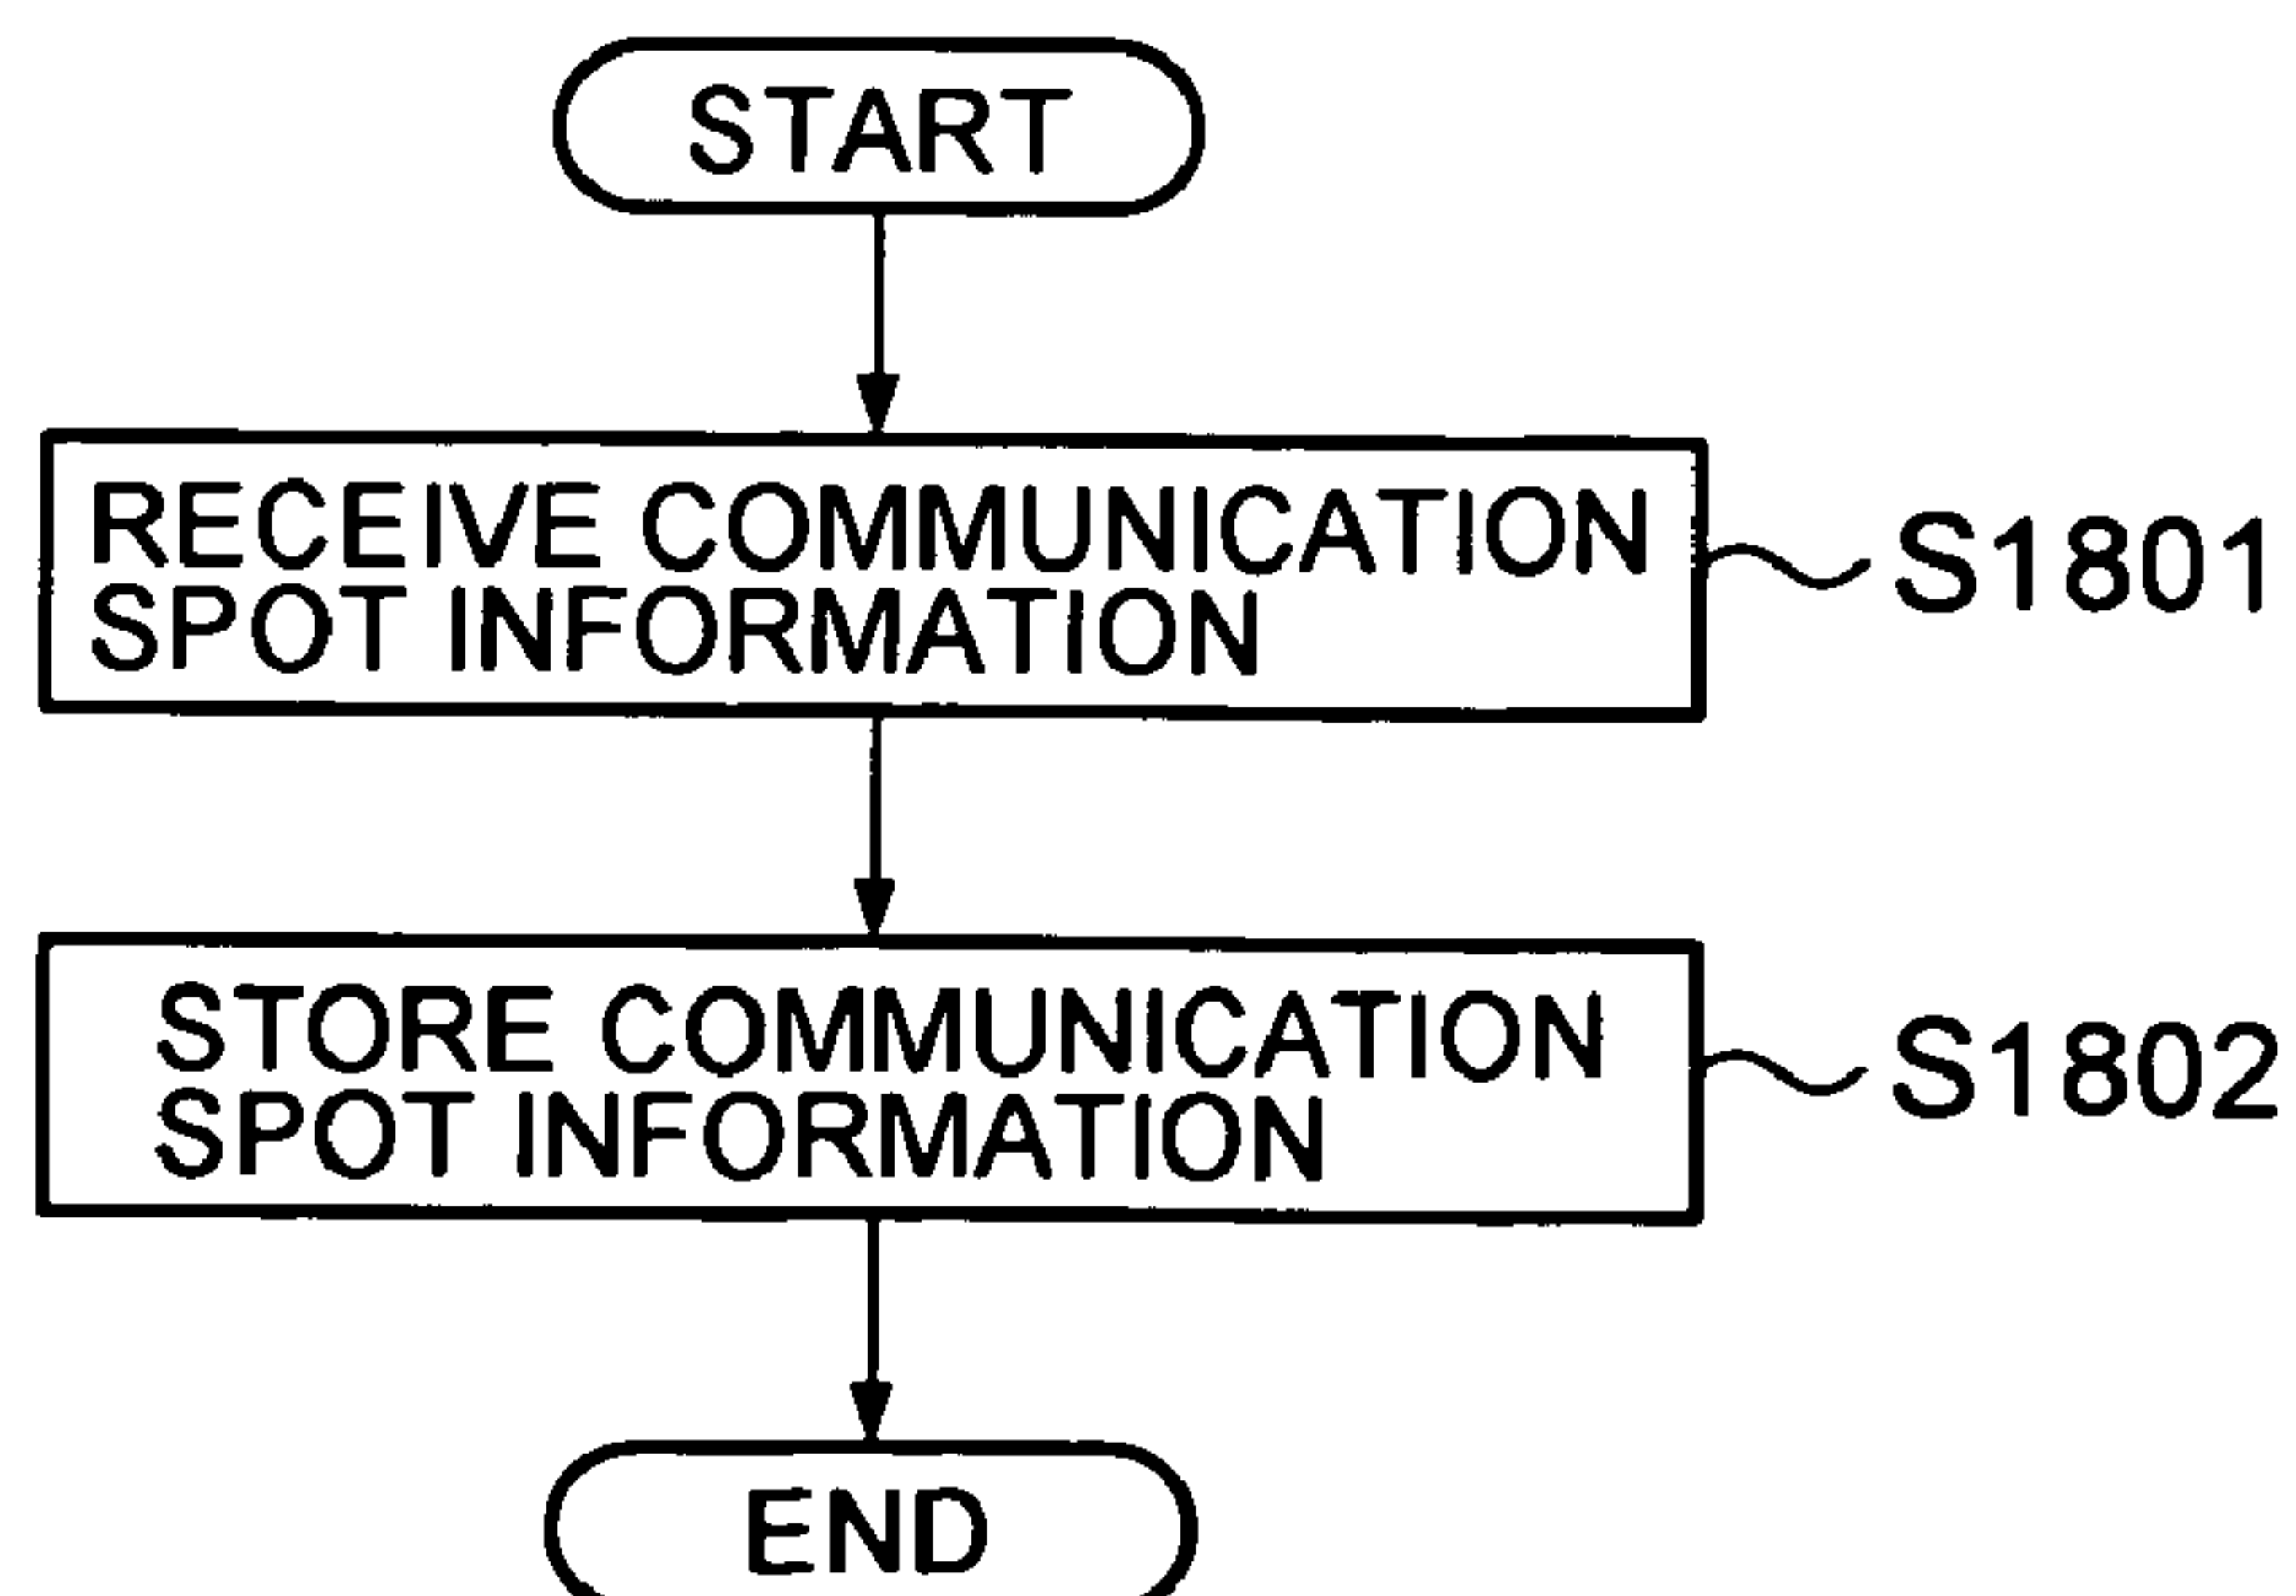 START
RECEIVE COMMUNICATION
SPOT INFORMATION
S1801
STORE COMMUNICATION
SPOT INFORMATION
S1802
END